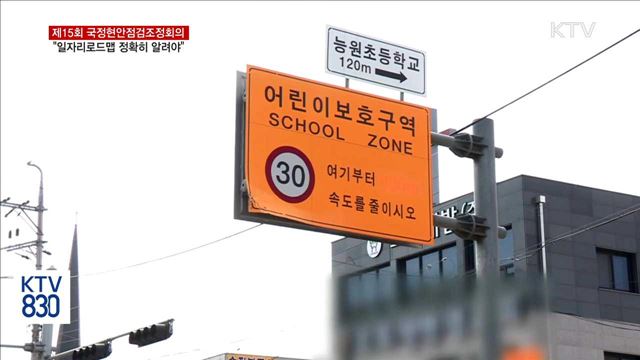 제15회 국정현안점검조정회의
"일자리로드맵 정확히 알려야"
KTV
능원초등학교
120m
어린이보호구역
SCHOOL ZONE
30
여기부터
속도를 줄이시오
KTV
830